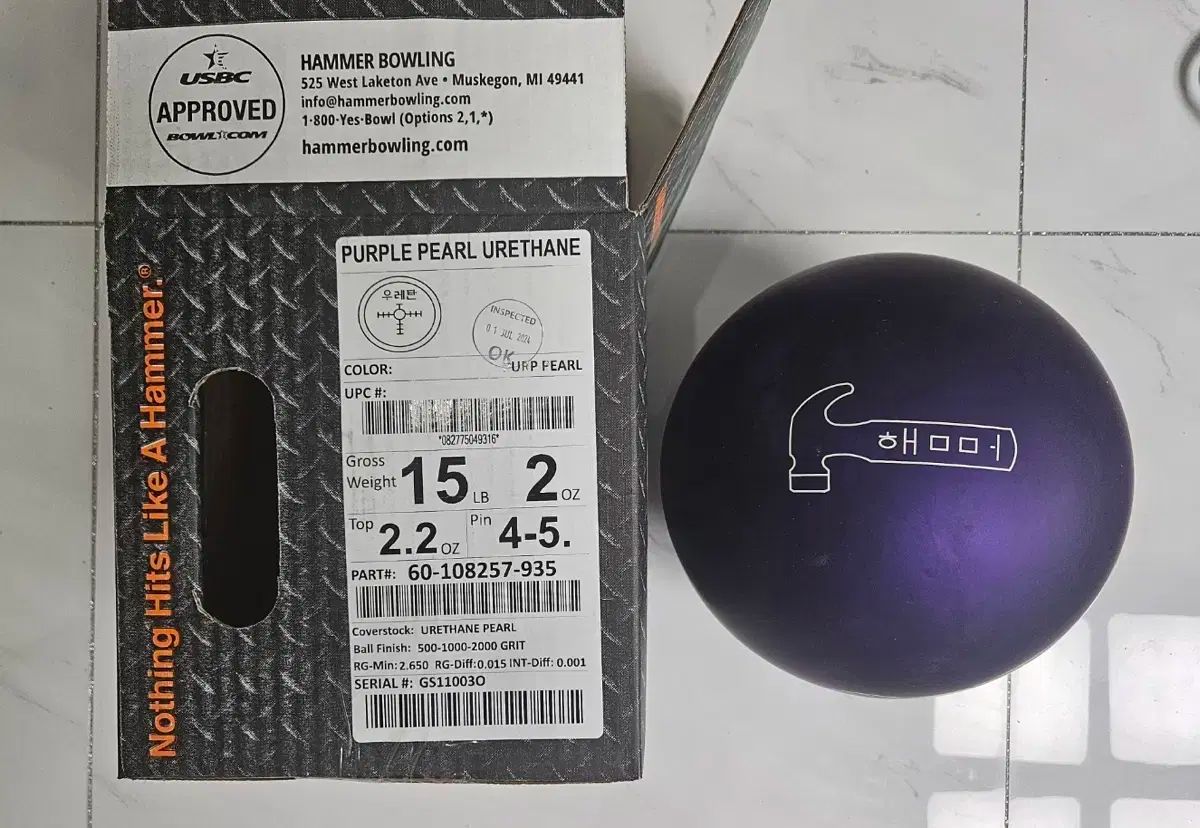 USBC
APPROVED
BOWL.COM
HAMMER BOWLING
525 West Laketon Ave • Muskegon, MI 49441
info@hammerbowling.com
1·800·Yes·Bowl (Options 2,1,*)
hammerbowling.com
Nothing Hits Like A Hammer.®
PURPLE PEARL URETHANE
우레탄
INSPECTED
01 JUL 2024
OK
COLOR: URP PEARL
UPC #:
*082775049316*
Gross Weight 15 LB 2 OZ
Top 2.2 OZ Pin 4-5.
PART#: 60-108257-935
Coverstock: URETHANE PEARL
Ball Finish: 500-1000-2000 GRIT
RG-Min: 2.650 RG-Diff: 0.015 INT-Diff: 0.001
SERIAL #: GS11003O
해ㅁㅁㅓ